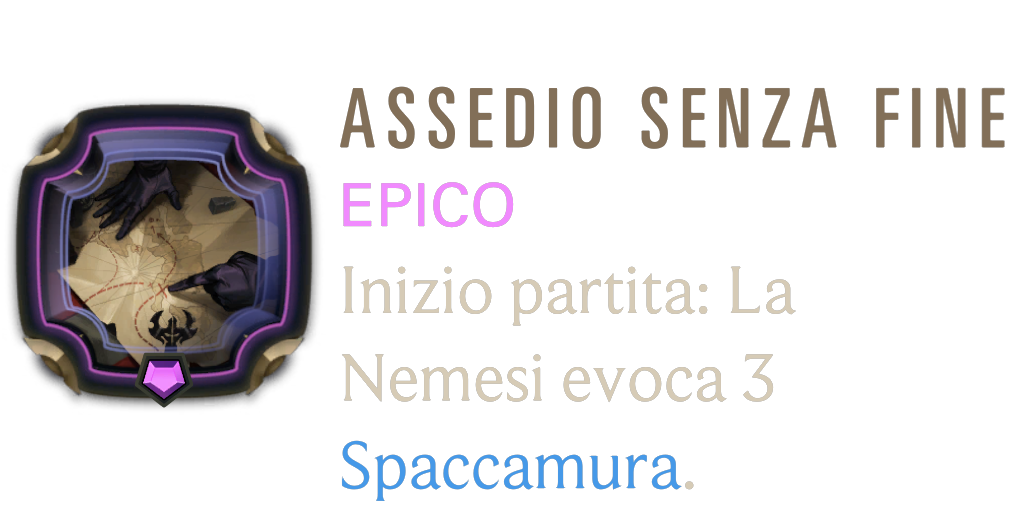 ASSEDIO SENZA FINE
EPICO
Inizio partita: La
Nemesi evoca 3
Spaccamura.